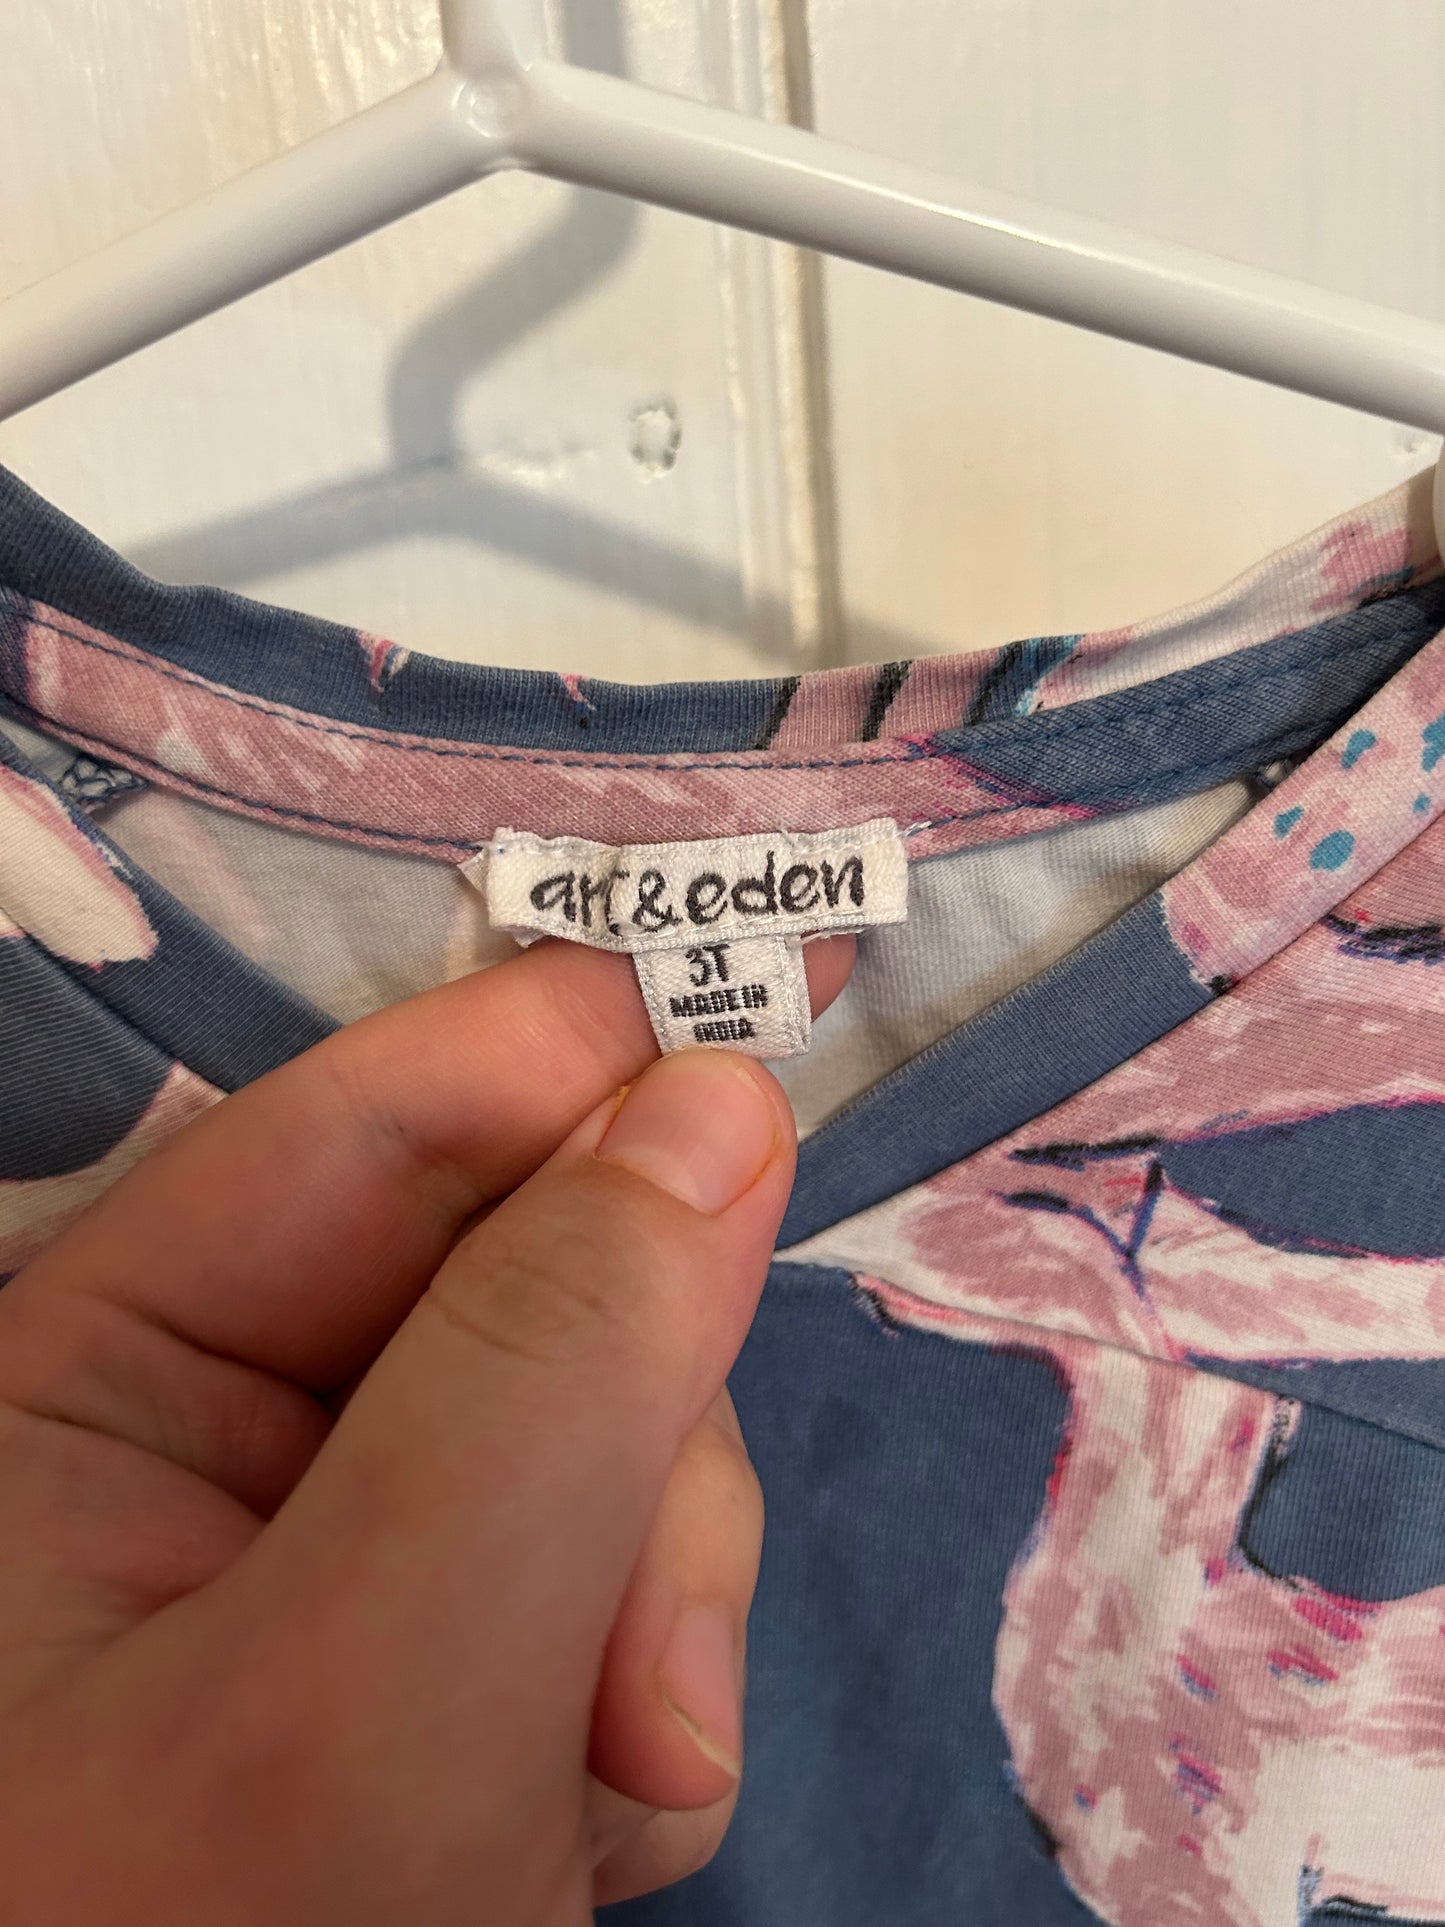 art & eden
3T
MADE IN
INDIA